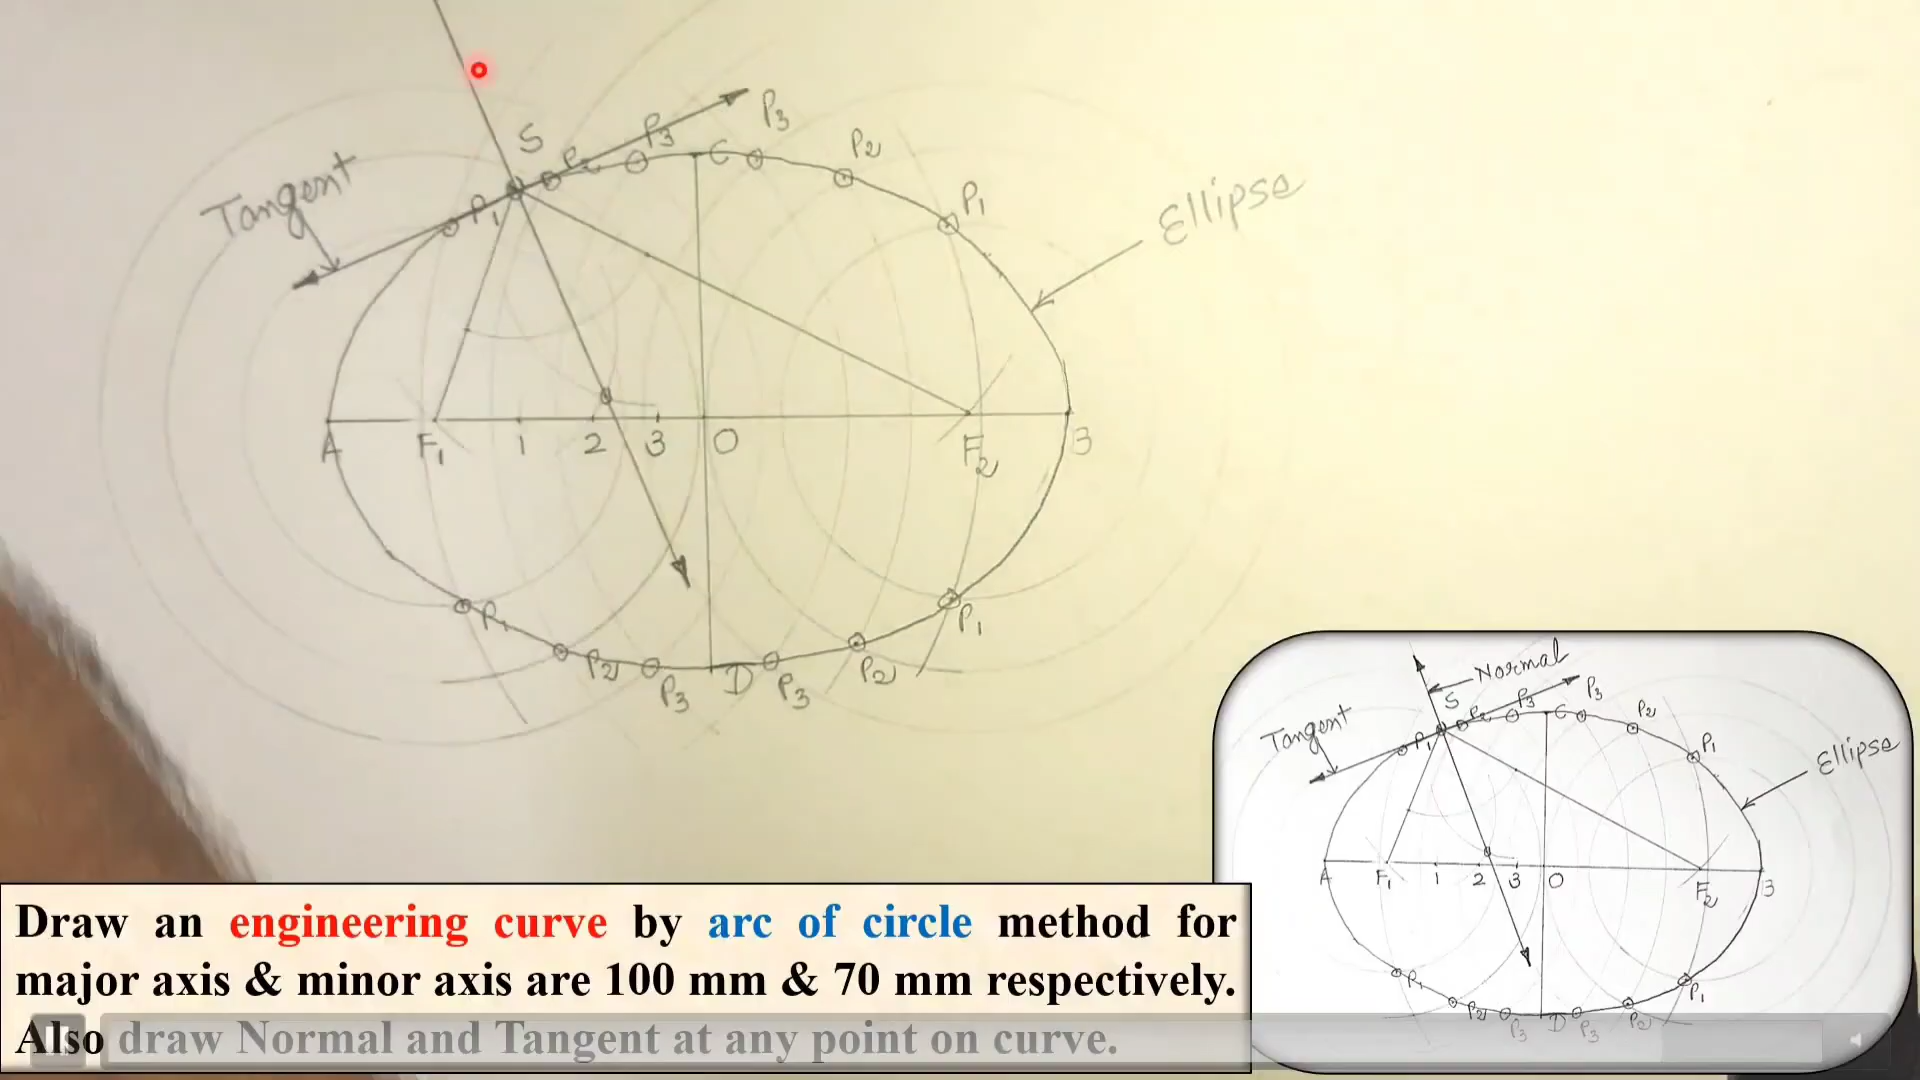 S
P3
P3
P2
C
P2
P1
P1
Tangent
Ellipse
A
F1
1
2
3
O
F2
B
P1
P1
P2
P3
D
P3
P2
Normal
S
P3
P3
P2
C
P2
P1
P1
Tangent
Ellipse
A
F1
1
2
3
O
F2
B
P1
P1
P2
P3
D
P3
P2
Draw an engineering curve by arc of circle method for
major axis & minor axis are 100 mm & 70 mm respectively.
Also draw Normal and Tangent at any point on curve.